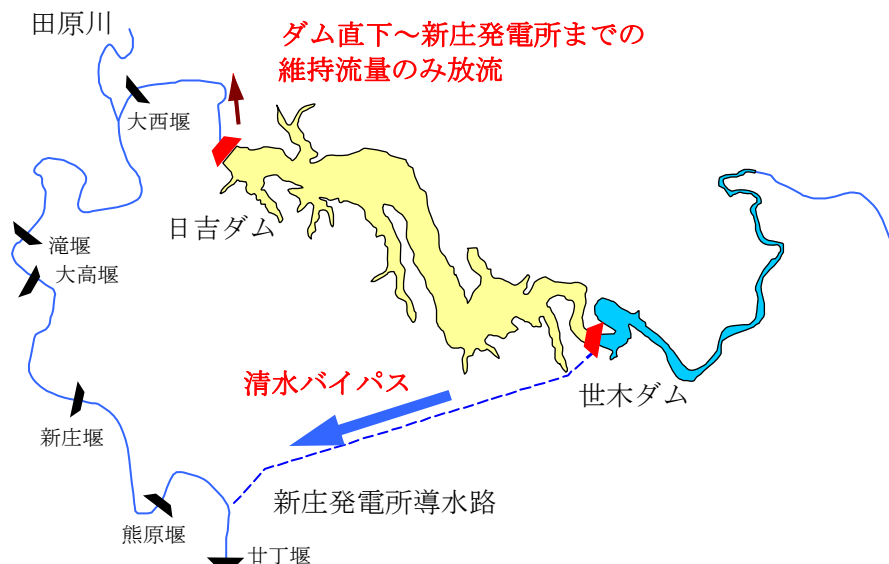 田原川
ダム直下～新庄発電所までの
維持流量のみ放流
大西堰
日吉ダム
滝堰
大高堰
清水バイパス
世木ダム
新庄堰
新庄発電所導水路
熊原堰
廿丁堰